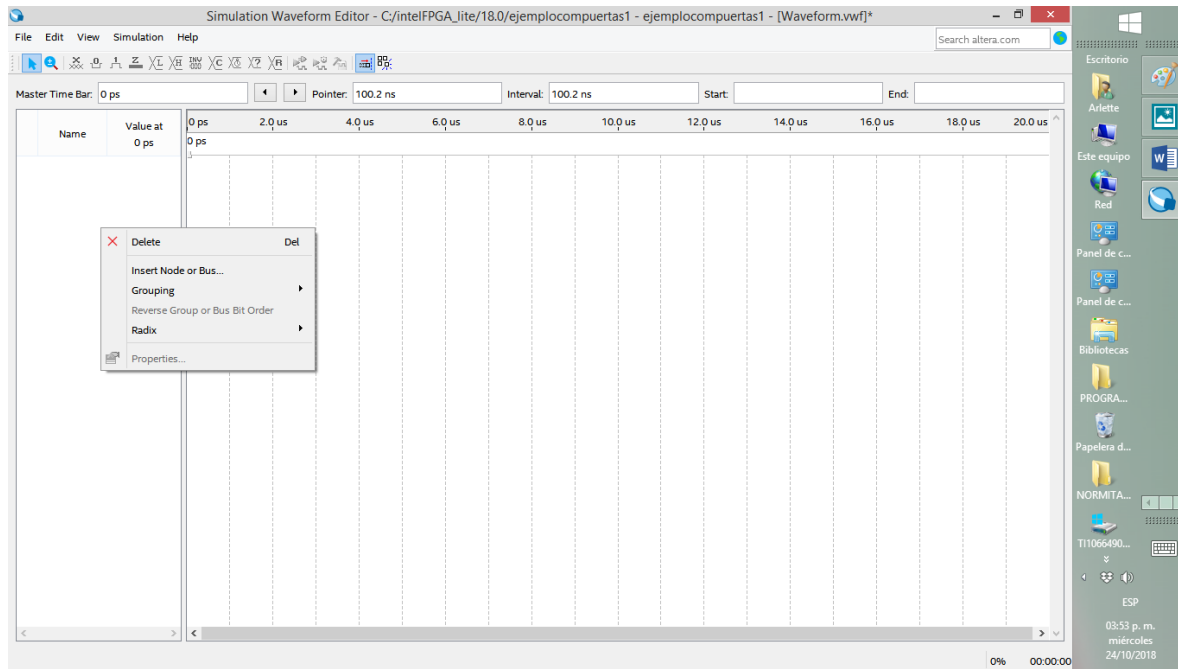 Simulation Waveform Editor - C:/intelFPGA_lite/18.0/ejemplocompuertas1 - ejemplocompuertas1 - [Waveform.vwf]*
File Edit View Simulation Help
Search altera.com
Master Time Bar: 0 ps
Pointer: 100.2 ns
Interval: 100.2 ns
Start:
End:
Name
Value at
0 ps
0 ps 2.0 us 4.0 us 6.0 us 8.0 us 10.0 us 12.0 us 14.0 us 16.0 us 18.0 us 20.0 us
0 ps
Delete Del
Insert Node or Bus...
Grouping
Reverse Group or Bus Bit Order
Radix
Properties...
0% 00:00:00
Escritorio
Arlette
Este equipo
Red
Panel de c...
Panel de c...
Bibliotecas
PROGRA...
Papelera d...
NORMITA...
TI1066490...
ESP
03:53 p. m.
miércoles
24/10/2018